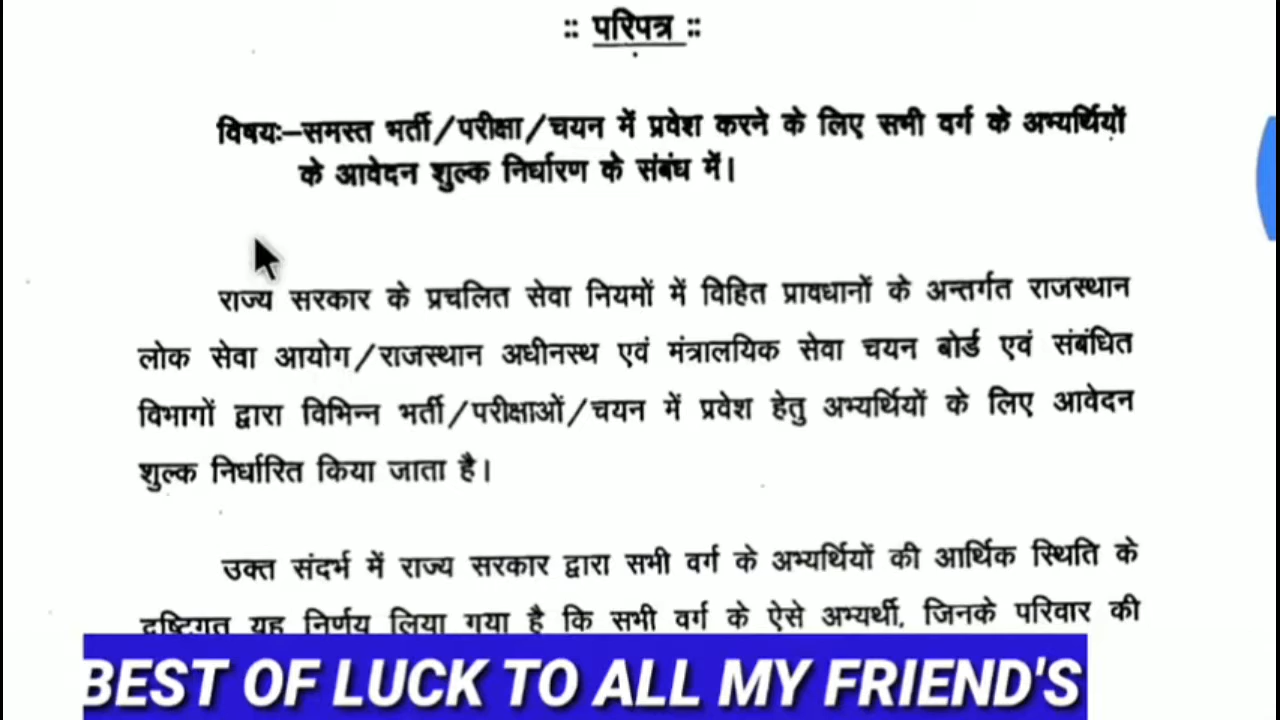 :: परिपत्र ::
विषयः–समस्त भर्ती/परीक्षा/चयन में प्रवेश करने के लिए सभी वर्ग के अभ्यर्थियों
के आवेदन शुल्क निर्धारण के संबंध में।
राज्य सरकार के प्रचलित सेवा नियमों में विहित प्रावधानों के अन्तर्गत राजस्थान
लोक सेवा आयोग/राजस्थान अधीनस्थ एवं मंत्रालयिक सेवा चयन बोर्ड एवं संबंधित
विभागों द्वारा विभिन्न भर्ती/परीक्षाओं/चयन में प्रवेश हेतु अभ्यर्थियों के लिए आवेदन
शुल्क निर्धारित किया जाता है।
उक्त संदर्भ में राज्य सरकार द्वारा सभी वर्ग के अभ्यर्थियों की आर्थिक स्थिति के
दृष्टिगत यह निर्णय लिया गया है कि सभी वर्ग के ऐसे अभ्यर्थी, जिनके परिवार की
BEST OF LUCK TO ALL MY FRIEND'S